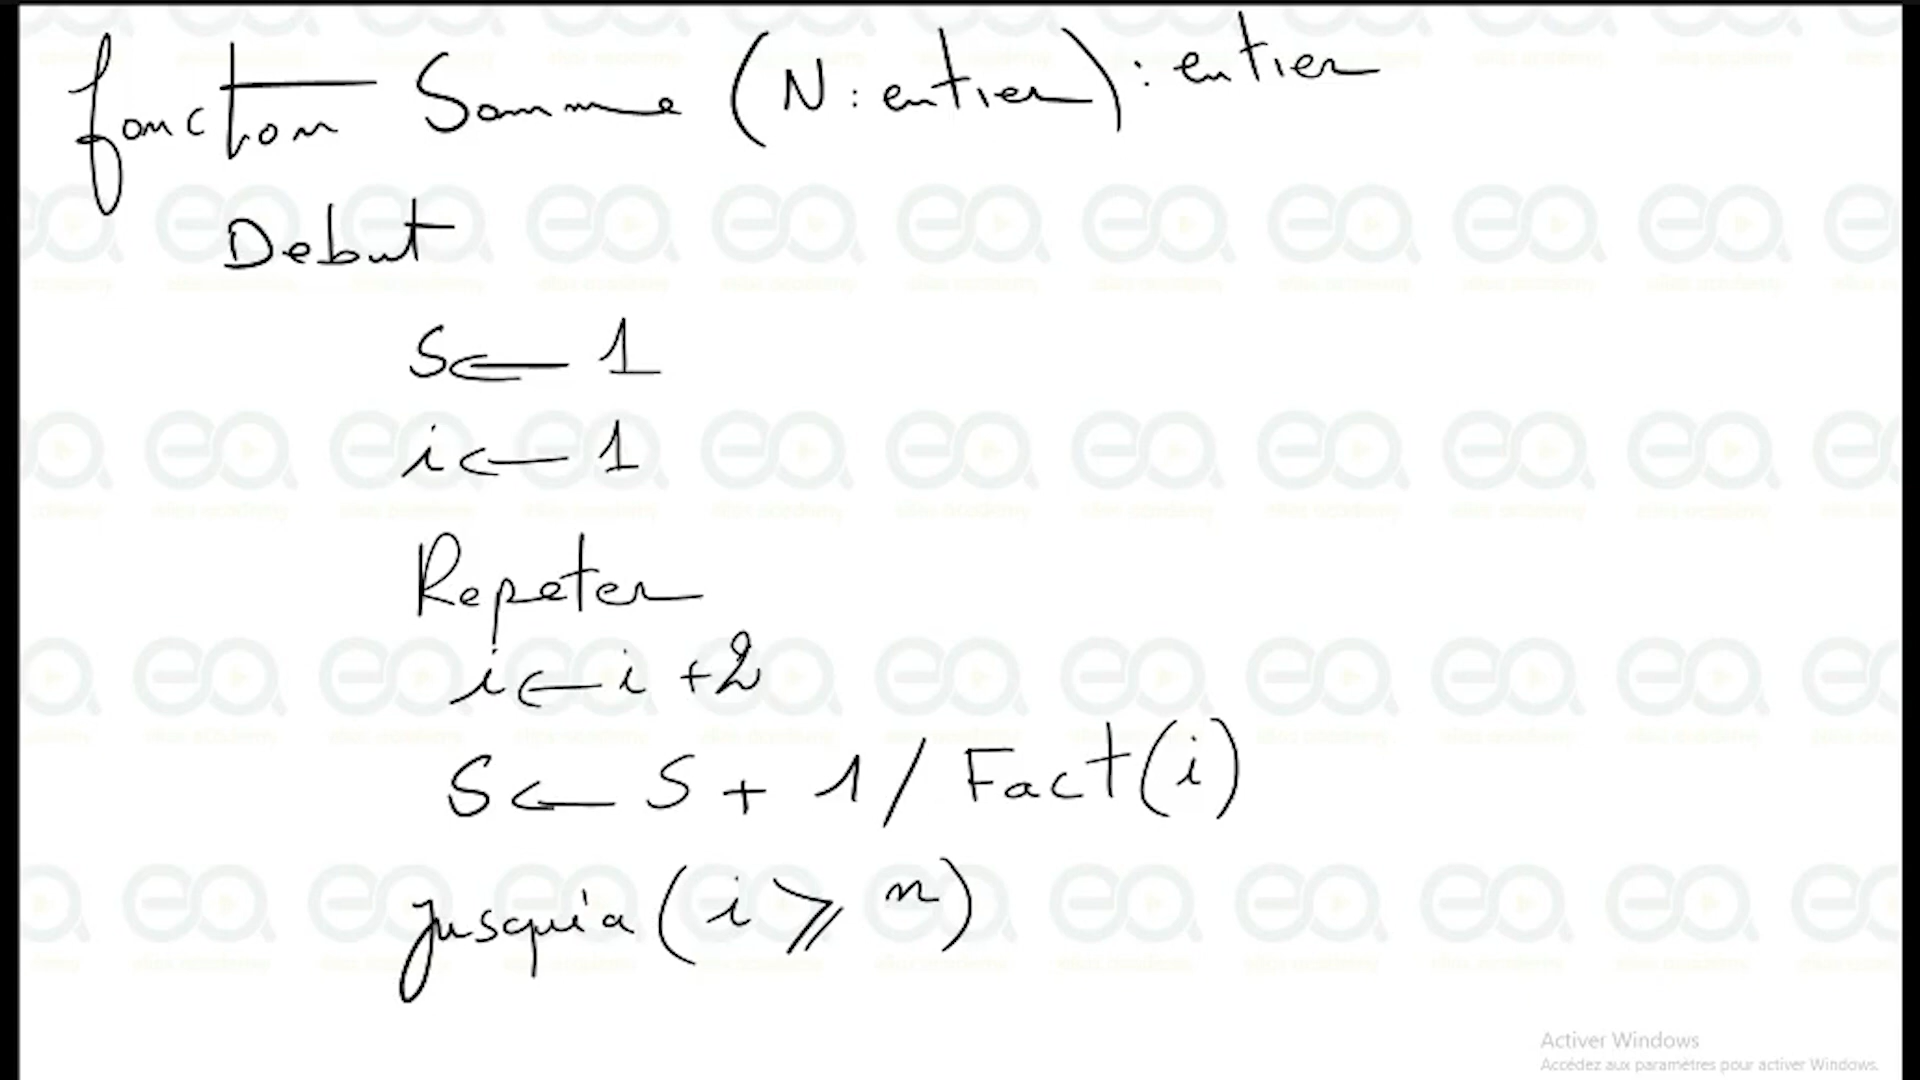 fonction Somme (N : entier) : entier
Debut
S ← 1
i ← 1
Repeter
i ← i + 2
S ← S + 1 / Fact(i)
jusqu'a (i ⩾ n)
Activer Windows
Accédez aux paramètres pour activer Windows.